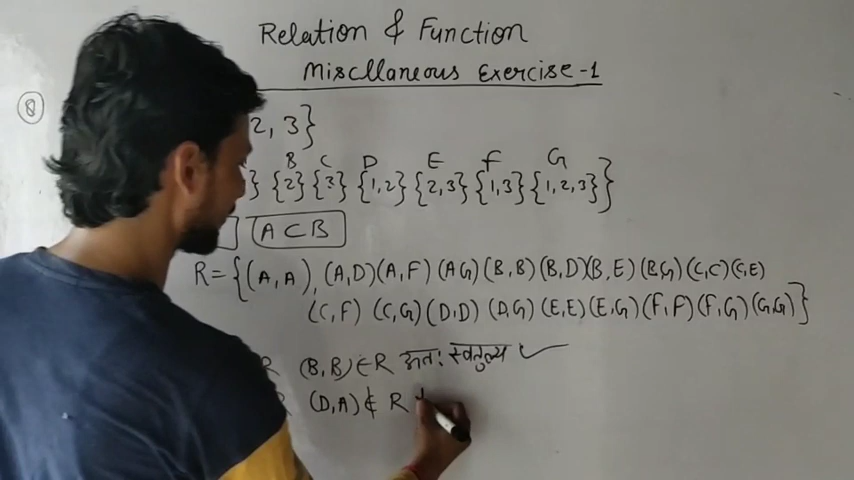 Relation & Function
Miscllaneous Exercise-1
8
2, 3}
B C D E F G
} {2} {3} {1,2} {2,3} {1,3} {1,2,3}}
A⊂B
R={(A,A), (A,D)(A,F) (AG)(B,B)(B,D)(B,E)(B,G)(C,C)(C,E)
(C,F) (C,G)(D,D) (D,G) (E,E)(E,G)(F,F)(F,G)(G,G)}
R (B,B)∈R अतः स्वतुल्य ✓
(D,A)∉ R